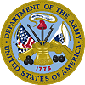 DEPARTMENT OF THE ARMY
UNITED STATES OF AMERICA
1775